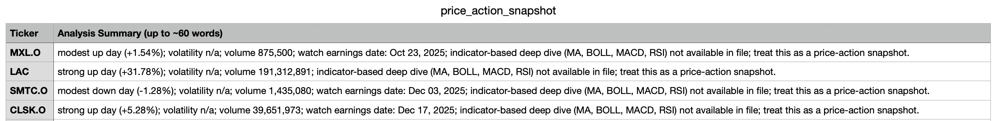 price_action_snapshot
Ticker Analysis Summary (up to ~60 words)
MXL.O modest up day (+1.54%); volatility n/a; volume 875,500; watch earnings date: Oct 23, 2025; indicator-based deep dive (MA, BOLL, MACD, RSI) not available in file; treat this as a price-action snapshot.
LAC strong up day (+31.78%); volatility n/a; volume 191,312,891; indicator-based deep dive (MA, BOLL, MACD, RSI) not available in file; treat this as a price-action snapshot.
SMTC.O modest down day (-1.28%); volatility n/a; volume 1,435,080; watch earnings date: Dec 03, 2025; indicator-based deep dive (MA, BOLL, MACD, RSI) not available in file; treat this as a price-action snapshot.
CLSK.O strong up day (+5.28%); volatility n/a; volume 39,651,973; watch earnings date: Dec 17, 2025; indicator-based deep dive (MA, BOLL, MACD, RSI) not available in file; treat this as a price-action snapshot.